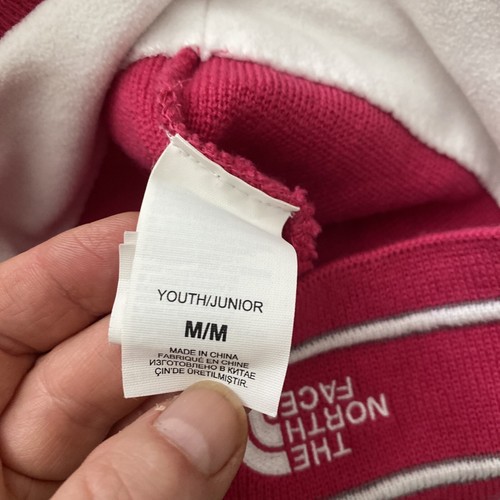 YOUTH/JUNIOR
M/M
MADE IN CHINA
FABRIQUÉ EN CHINE
ИЗГОТОВЛЕНО В КИТАЕ
ÇIN'DE ÜRETILMIŞTIR.
THE
NORTH
FACE